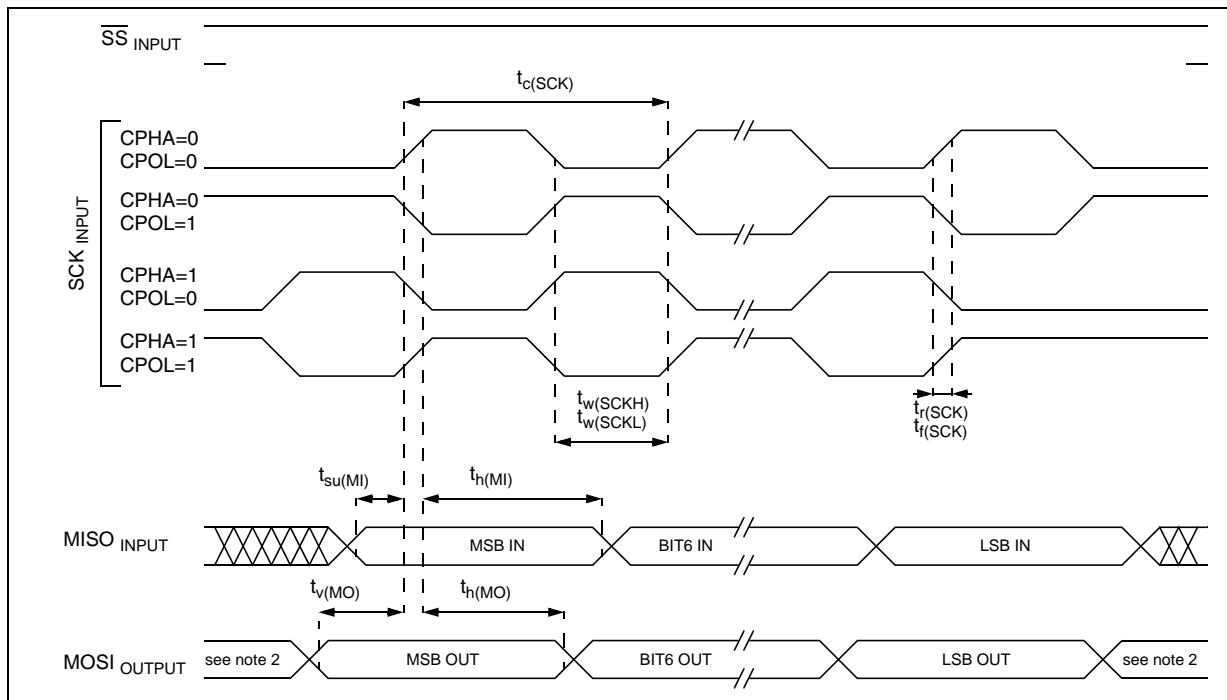 SS INPUT
tc(SCK)
SCK INPUT
CPHA=0
CPOL=0
CPHA=0
CPOL=1
CPHA=1
CPOL=0
CPHA=1
CPOL=1
tw(SCKH)
tw(SCKL)
tr(SCK)
tf(SCK)
tsu(MI)
th(MI)
MISO INPUT
MSB IN
BIT6 IN
LSB IN
tv(MO)
th(MO)
MOSI OUTPUT
see note 2
MSB OUT
BIT6 OUT
LSB OUT
see note 2